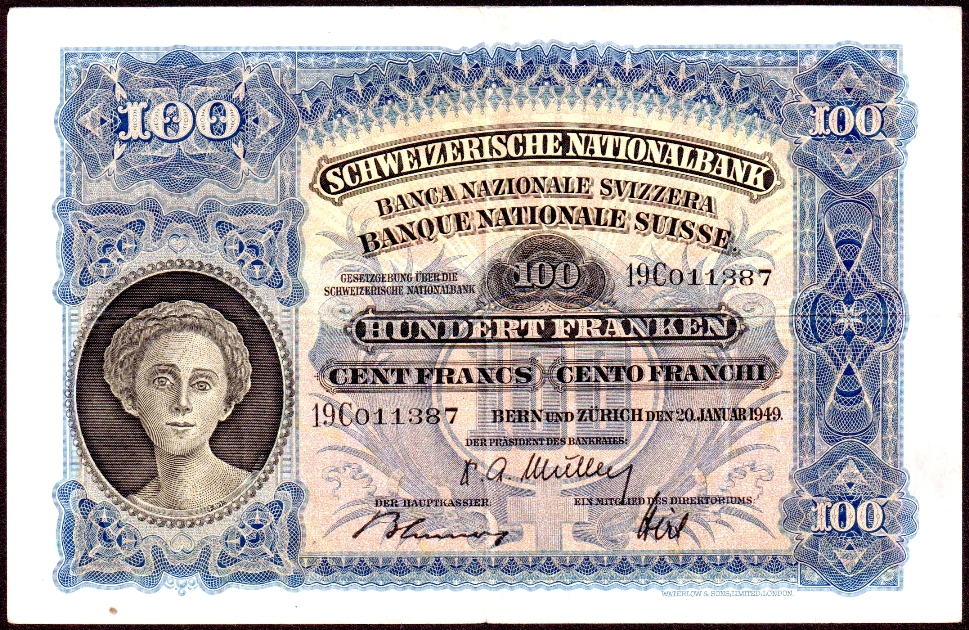 100
100
SCHWEIZERISCHE NATIONALBANK
BANCA NAZIONALE SVIZZERA
BANQUE NATIONALE SUISSE.
GESETZGEBUNG ÜBER DIE
SCHWEIZERISCHE NATIONALBANK
100
19C011387
HUNDERT FRANKEN
100
CENT FRANCS
CENTO FRANCHI
19C011387
BERN UND ZÜRICH DEN 20. JANUAR 1949.
DER PRÄSIDENT DES BANKRATES:
A. Müller
DER HAUPTKASSIER
EIN MITGLIED DES DIREKTORIUMS
100
WATERLOW & SONS, LIMITED, LONDON.